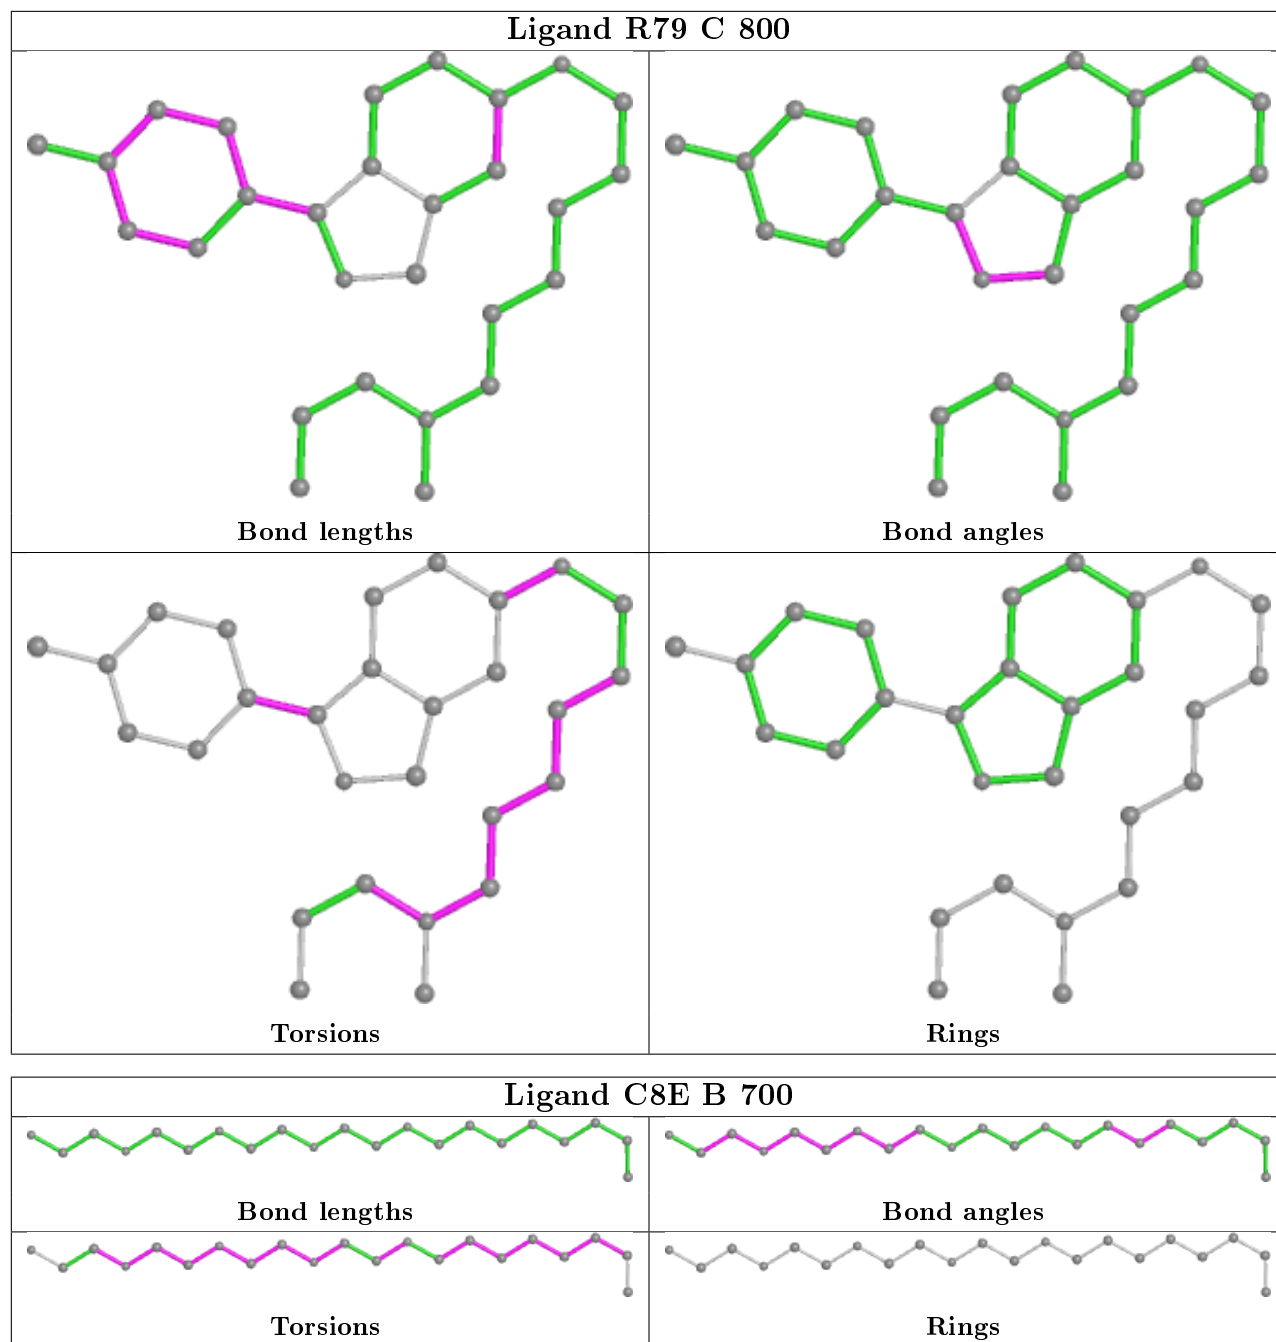 Ligand R79 C 800
Bond lengths
Bond angles
Torsions
Rings
Ligand C8E B 700
Bond lengths
Bond angles
Torsions
Rings